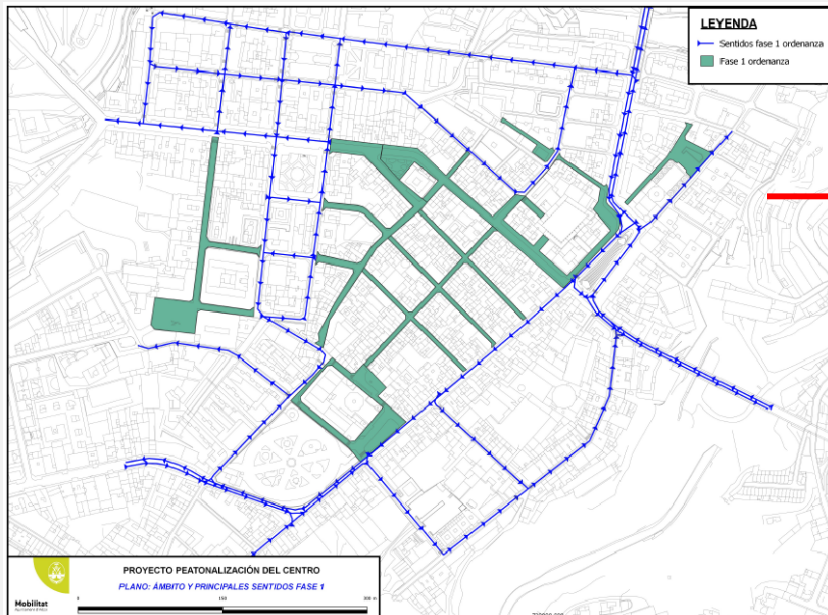 LEYENDA
Sentidos fase 1 ordenanza
Fase 1 ordenanza
PROYECTO PEATONALIZACIÓN DEL CENTRO
PLANO: ÁMBITO Y PRINCIPALES SENTIDOS FASE 1
Mobilitat
0 150 300 m